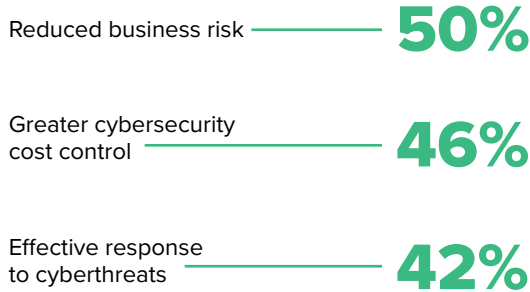 Reduced business risk 50%
Greater cybersecurity
cost control 46%
Effective response
to cyberthreats 42%